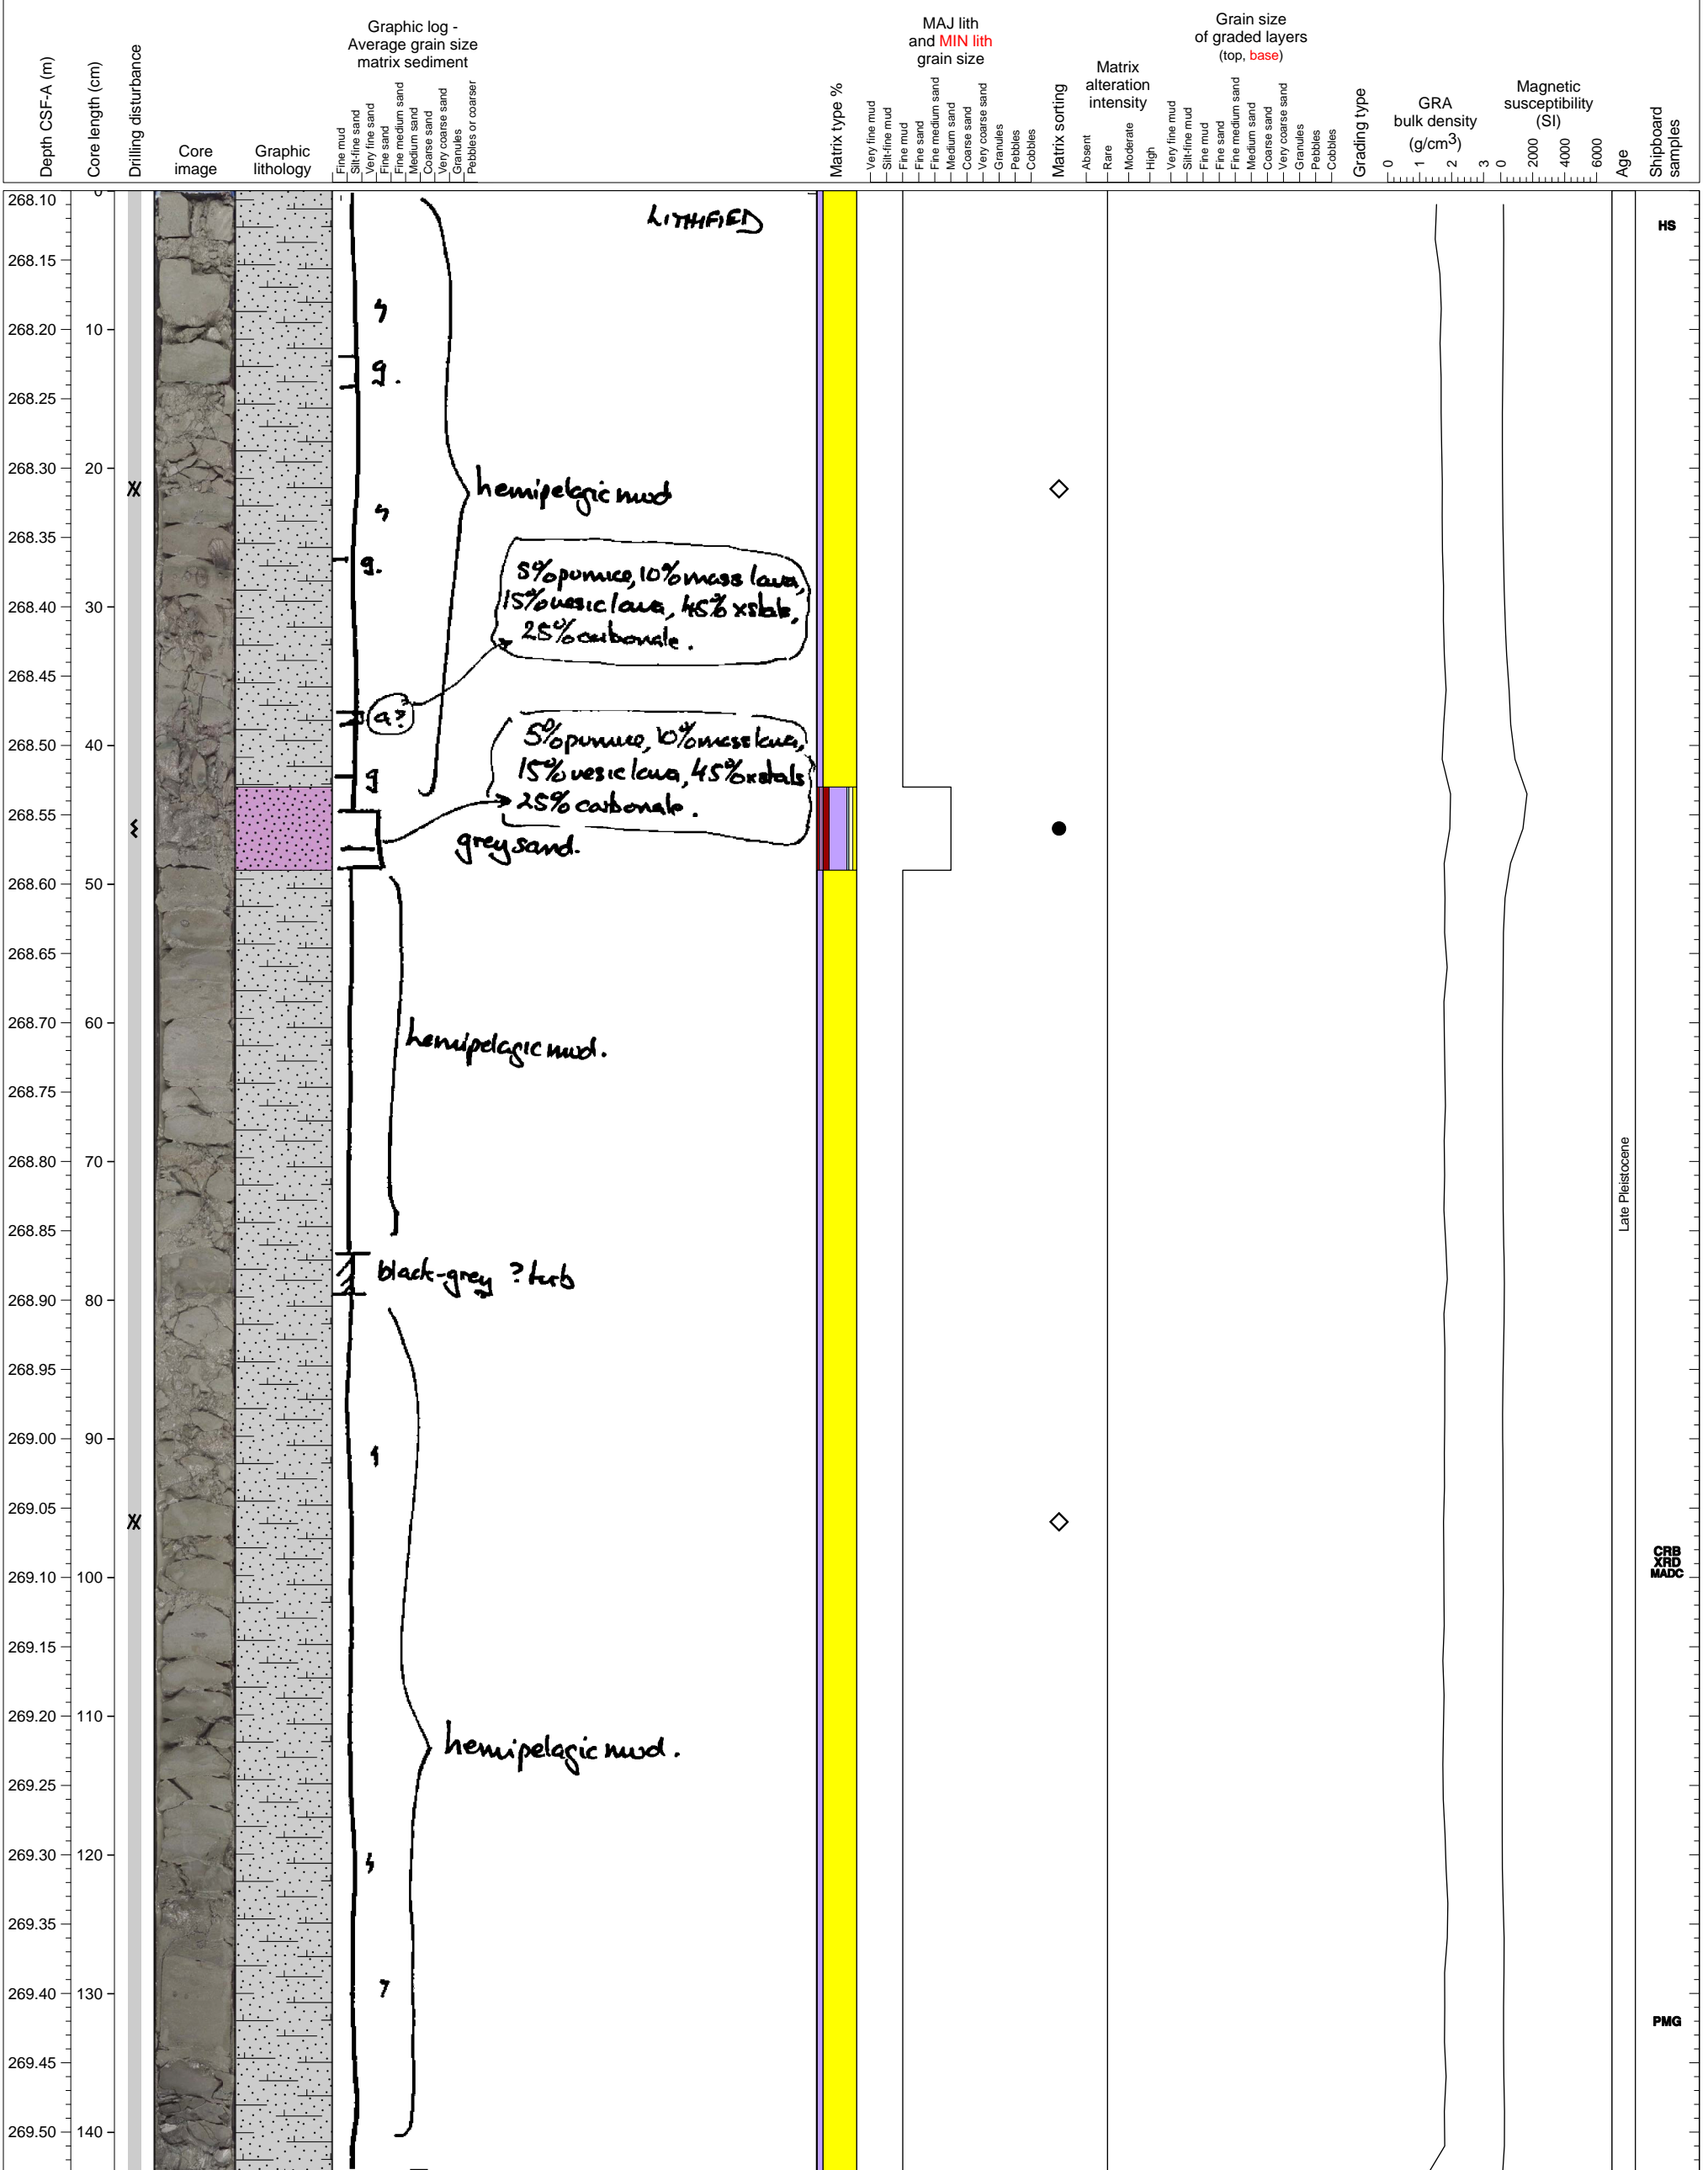 Depth CSF-A (m)
Core length (cm)
Drilling disturbance
Core
image
Graphic
lithology
Graphic log -
Average grain size
matrix sediment
Fine mud
Silt-fine sand
Very fine sand
Fine sand
Fine medium sand
Medium sand
Coarse sand
Very coarse sand
Granules
Pebbles or coarser
Matrix type %
MAJ lith
and MIN lith
grain size
Very fine mud
Silt-fine mud
Fine mud
Fine sand
Fine medium sand
Medium sand
Coarse sand
Very coarse sand
Granules
Pebbles
Cobbles
Matrix sorting
Matrix
alteration
intensity
Absent
Rare
Moderate
High
Grain size
of graded layers
(top, base)
Very fine mud
Silt-fine mud
Fine mud
Fine sand
Fine medium sand
Medium sand
Coarse sand
Very coarse sand
Granules
Pebbles
Cobbles
Grading type
GRA
bulk density
(g/cm3)
0 1 2 3
Magnetic
susceptibility
(SI)
0 2000 4000 6000
Age
Shipboard
samples
268.10 0
LITHIFIED
HS
268.15
268.20 10
g.
268.25
268.30 20
hemipelagic mud
268.35
g.
5% pumice, 10% mass lava,
15% vesic lava, 45% xstals,
25% carbonate.
268.40 30
268.45
a?
268.50 40
5% pumice, 10% mass lava,
15% vesic lava, 45% xstals
25% carbonate.
g
268.55
grey sand.
268.60 50
268.65
268.70 60
hemipelagic mud.
268.75
268.80 70
Late Pleistocene
268.85
black-grey ? turb
268.90 80
268.95
269.00 90
269.05
CRB
XRD
MADC
269.10 100
269.15
269.20 110
hemipelagic mud.
269.25
269.30 120
269.35
269.40 130
PMG
269.45
269.50 140